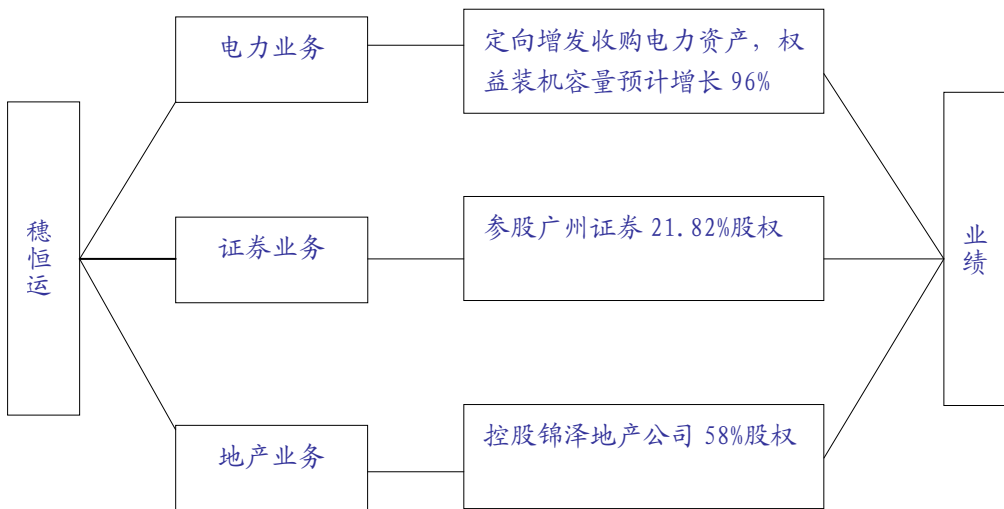 电力业务
定向增发收购电力资产，权
益装机容量预计增长 96%
穗恒运
证券业务
参股广州证券 21.82%股权
业绩
地产业务
控股锦泽地产公司 58%股权